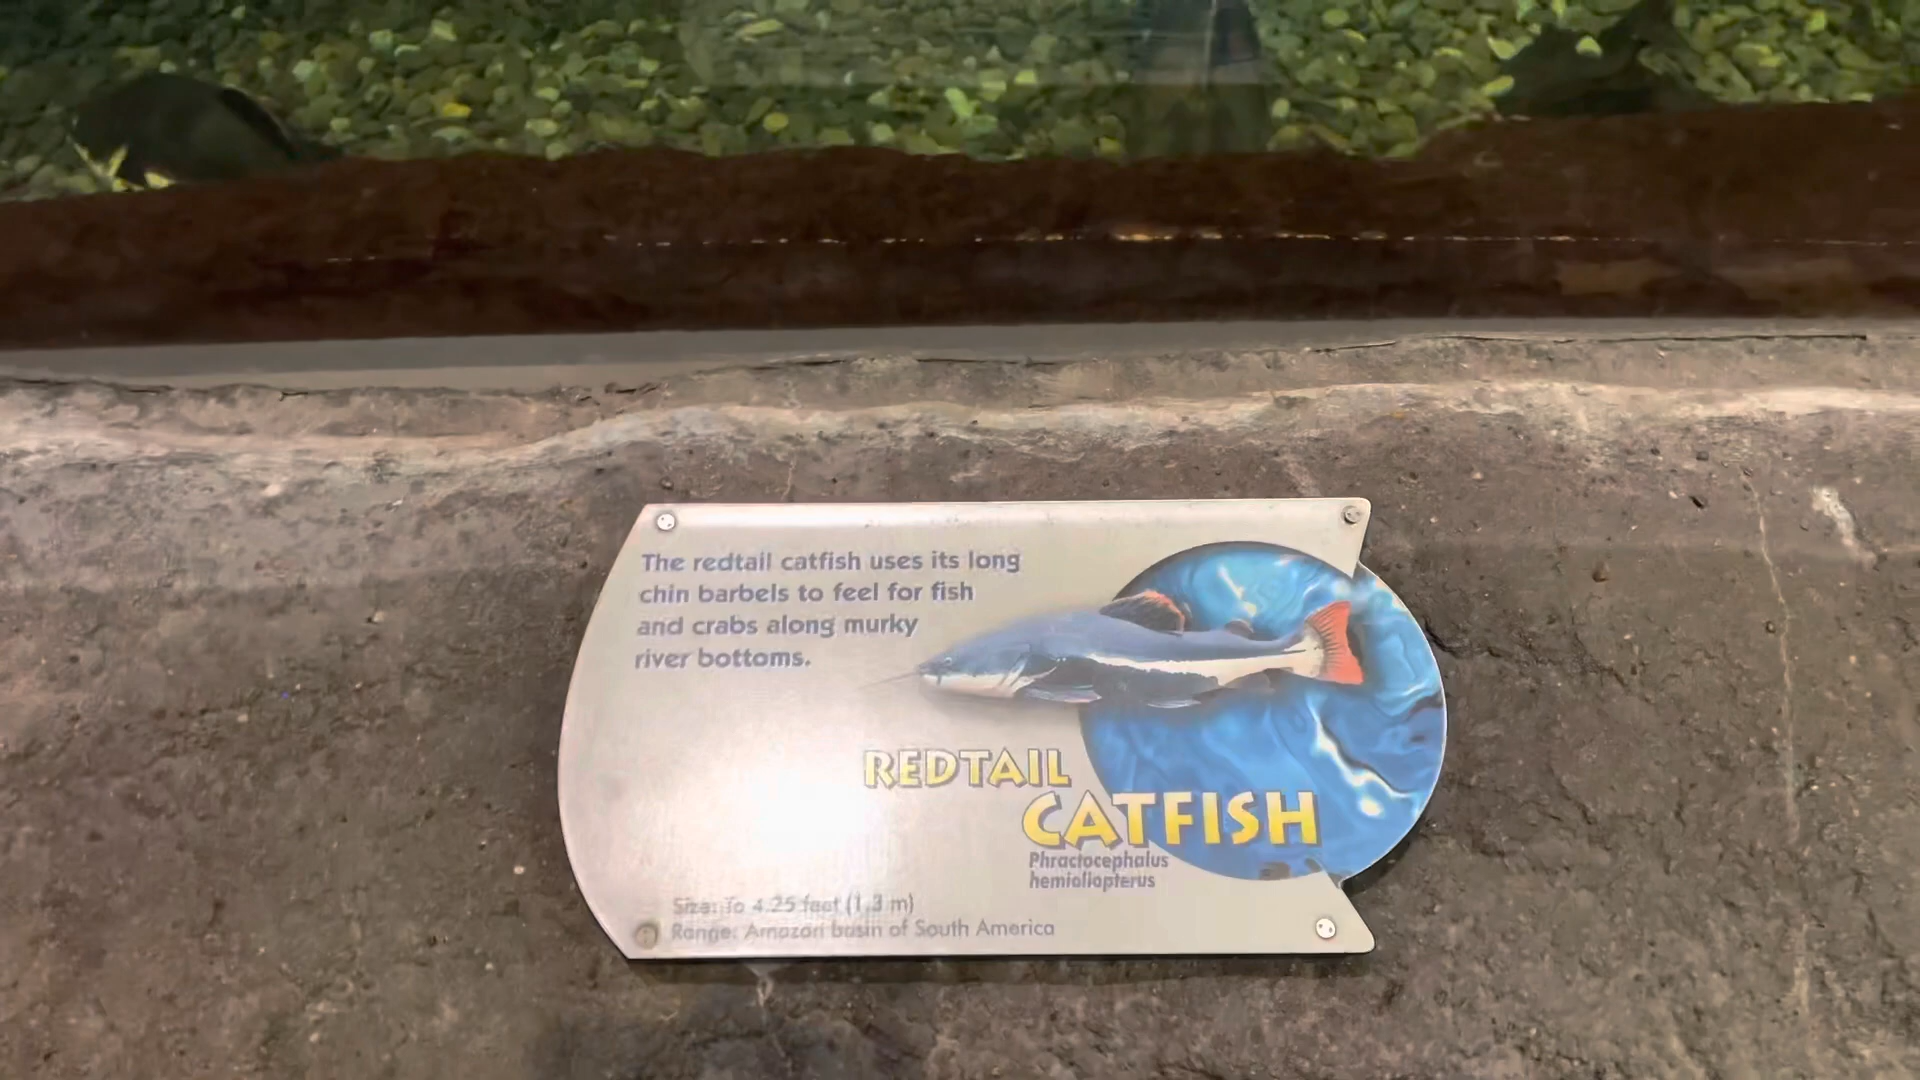 The redtail catfish uses its long
chin barbels to feel for fish
and crabs along murky
river bottoms.
REDTAIL
CATFISH
Phractocephalus
hemioliopterus
Size: To 4.25 feet (1.3 m)
Range: Amazon basin of South America